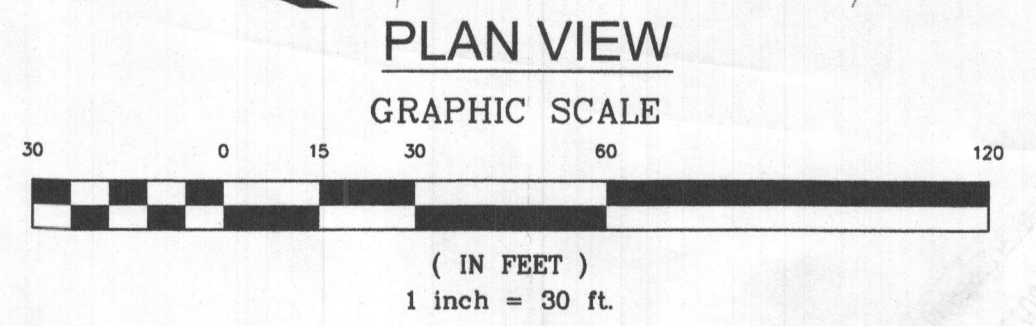 PLAN VIEW
GRAPHIC SCALE
30 0 15 30 60 120
( IN FEET )
1 inch = 30 ft.